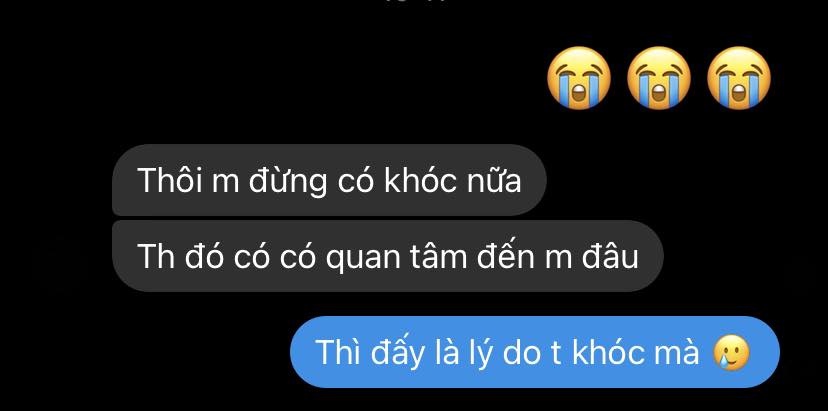 😭😭😭
Thôi m đừng có khóc nữa
Th đó có có quan tâm đến m đâu
Thì đấy là lý do t khóc mà 🥲